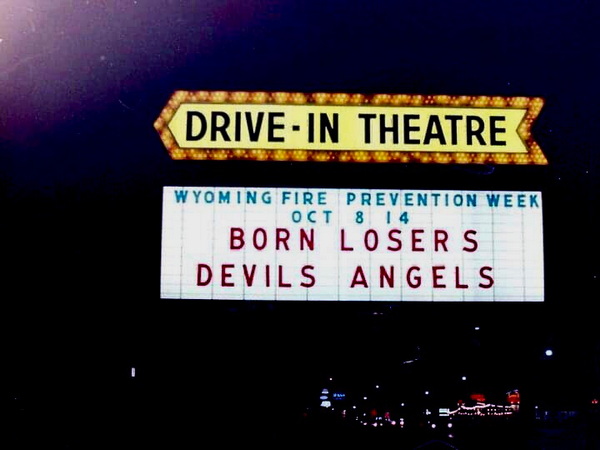 DRIVE-IN THEATRE
WYOMING FIRE PREVENTION WEEK
OCT 8 14
BORN LOSERS
DEVILS ANGELS